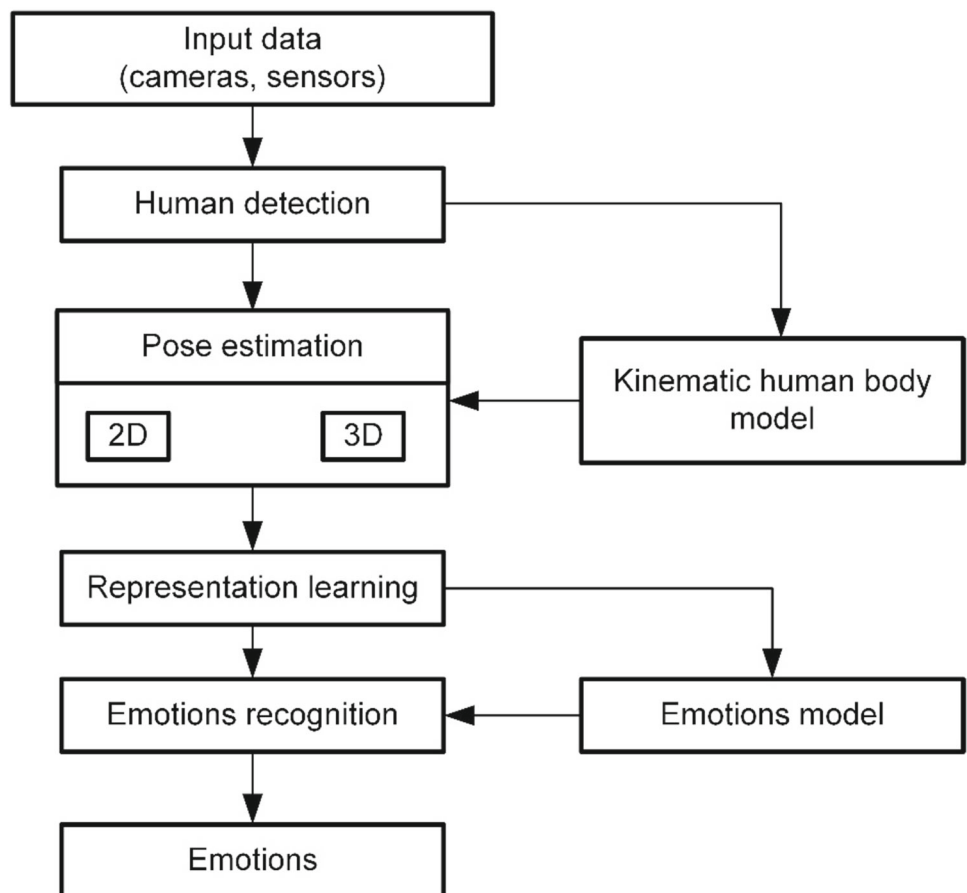 Input data
(cameras, sensors)
Human detection
Pose estimation
2D
3D
Kinematic human body
model
Representation learning
Emotions recognition
Emotions model
Emotions